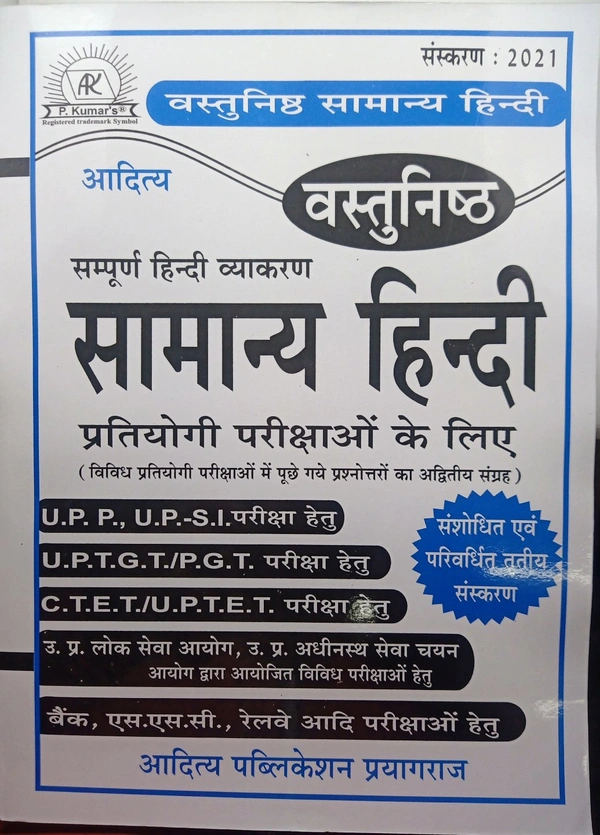 संस्करण : 2021
APK
P. Kumar's®
Registered trademark Symbol
वस्तुनिष्ठ सामान्य हिन्दी
आदित्य
वस्तुनिष्ठ
सम्पूर्ण हिन्दी व्याकरण
सामान्य हिन्दी
प्रतियोगी परीक्षाओं के लिए
( विविध प्रतियोगी परीक्षाओं में पूछे गये प्रश्नोत्तरों का अद्वितीय संग्रह )
U.P. P., U.P.-S.I.परीक्षा हेतु
U.P.T.G.T./P.G.T. परीक्षा हेतु
C.T.E.T./U.P.T.E.T. परीक्षा हेतु
संशोधित एवं
परिवर्धित तृतीय
संस्करण
उ. प्र. लोक सेवा आयोग, उ. प्र. अधीनस्थ सेवा चयन
आयोग द्वारा आयोजित विविध परीक्षाओं हेतु
बैंक, एस.एस.सी., रेलवे आदि परीक्षाओं हेतु
आदित्य पब्लिकेशन प्रयागराज